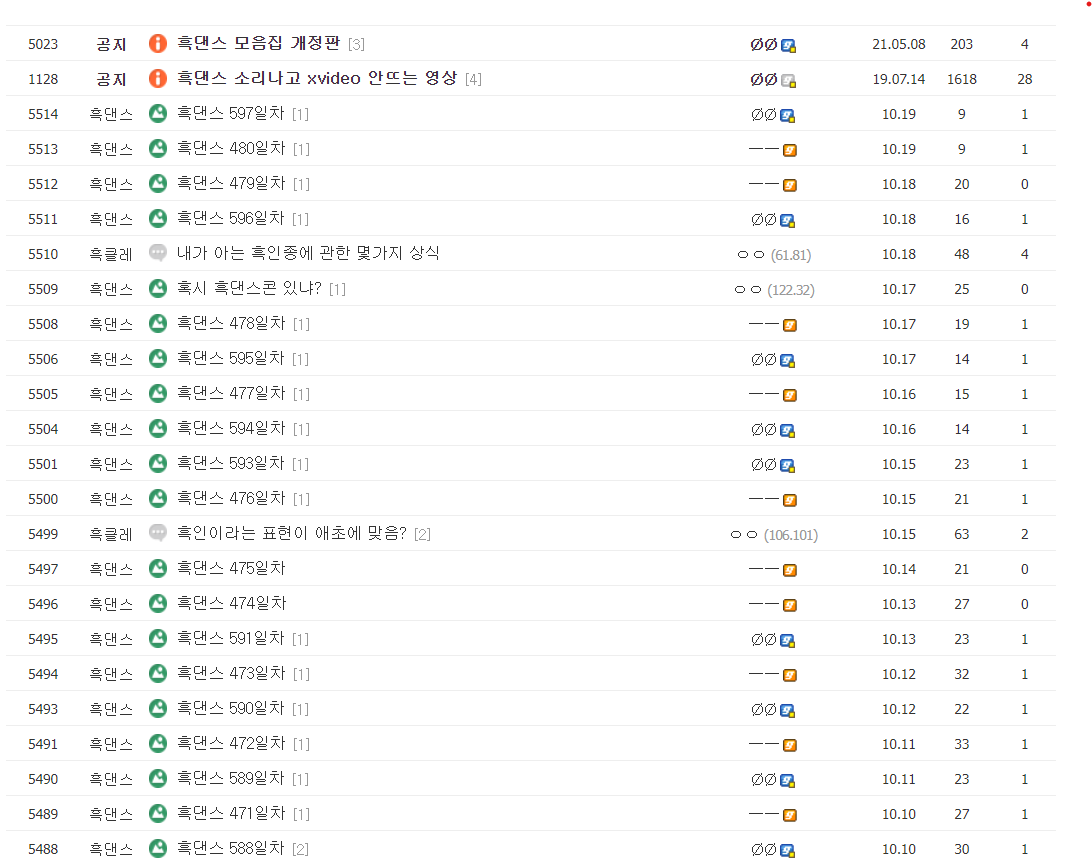 5023 공지 흑댄스 모음집 개정판 [3] ØØ 21.05.08 203 4
1128 공지 흑댄스 소리나고 xvideo 안뜨는 영상 [4] ØØ 19.07.14 1618 28
5514 흑댄스 흑댄스 597일차 [1] ØØ 10.19 9 1
5513 흑댄스 흑댄스 480일차 [1] ㅡㅡ 10.19 9 1
5512 흑댄스 흑댄스 479일차 [1] ㅡㅡ 10.18 20 0
5511 흑댄스 흑댄스 596일차 [1] ØØ 10.18 16 1
5510 흑클레 내가 아는 흑인종에 관한 몇가지 상식 ㅇㅇ (61.81) 10.18 48 4
5509 흑댄스 혹시 흑댄스콘 있냐? [1] ㅇㅇ (122.32) 10.17 25 0
5508 흑댄스 흑댄스 478일차 [1] ㅡㅡ 10.17 19 1
5506 흑댄스 흑댄스 595일차 [1] ØØ 10.17 14 1
5505 흑댄스 흑댄스 477일차 [1] ㅡㅡ 10.16 15 1
5504 흑댄스 흑댄스 594일차 [1] ØØ 10.16 14 1
5501 흑댄스 흑댄스 593일차 [1] ØØ 10.15 23 1
5500 흑댄스 흑댄스 476일차 [1] ㅡㅡ 10.15 21 1
5499 흑클레 흑인이라는 표현이 애초에 맞음? [2] ㅇㅇ (106.101) 10.15 63 2
5497 흑댄스 흑댄스 475일차 ㅡㅡ 10.14 21 0
5496 흑댄스 흑댄스 474일차 ㅡㅡ 10.13 27 0
5495 흑댄스 흑댄스 591일차 [1] ØØ 10.13 23 1
5494 흑댄스 흑댄스 473일차 [1] ㅡㅡ 10.12 32 1
5493 흑댄스 흑댄스 590일차 [1] ØØ 10.12 22 1
5491 흑댄스 흑댄스 472일차 [1] ㅡㅡ 10.11 33 1
5490 흑댄스 흑댄스 589일차 [1] ØØ 10.11 23 1
5489 흑댄스 흑댄스 471일차 [1] ㅡㅡ 10.10 27 1
5488 흑댄스 흑댄스 588일차 [2] ØØ 10.10 30 1